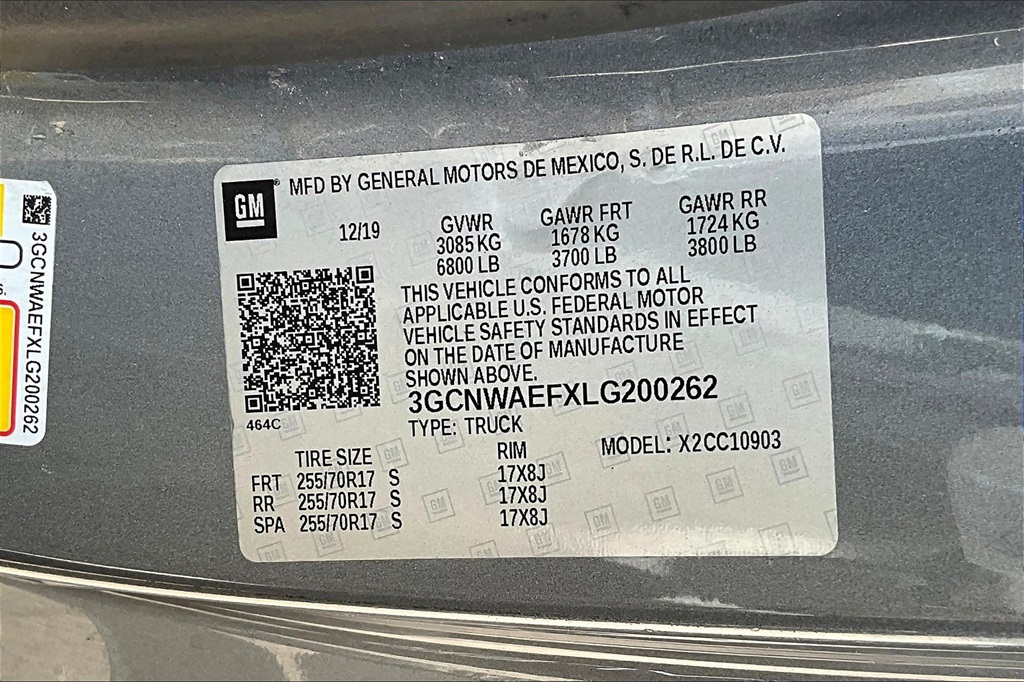 GM
MFD BY GENERAL MOTORS DE MEXICO, S. DE R.L. DE C.V.
12/19
GVWR GAWR FRT GAWR RR
3085 KG 1678 KG 1724 KG
6800 LB 3700 LB 3800 LB
THIS VEHICLE CONFORMS TO ALL
APPLICABLE U.S. FEDERAL MOTOR
VEHICLE SAFETY STANDARDS IN EFFECT
ON THE DATE OF MANUFACTURE
SHOWN ABOVE.
3GCNWAEFXLG200262
464C
TYPE: TRUCK
MODEL: X2CC10903
TIRE SIZE RIM
FRT 255/70R17 S 17X8J
RR 255/70R17 S 17X8J
SPA 255/70R17 S 17X8J
3GCNWAEFXLG200262